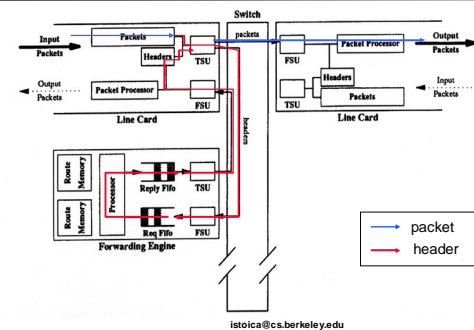 Switch
Input
Packets
Packets
Headers
TSU
packets
FSU
Packet Processor
Output
Packets
Output
Packets
Packet Processor
FSU
TSU
Headers
Packets
Input
Packets
Line Card
Line Card
headers
Route
Memory
Route
Memory
Processor
Reply Fifo
TSU
Req Fifo
FSU
Forwarding Engine
packet
header
istoica@cs.berkeley.edu